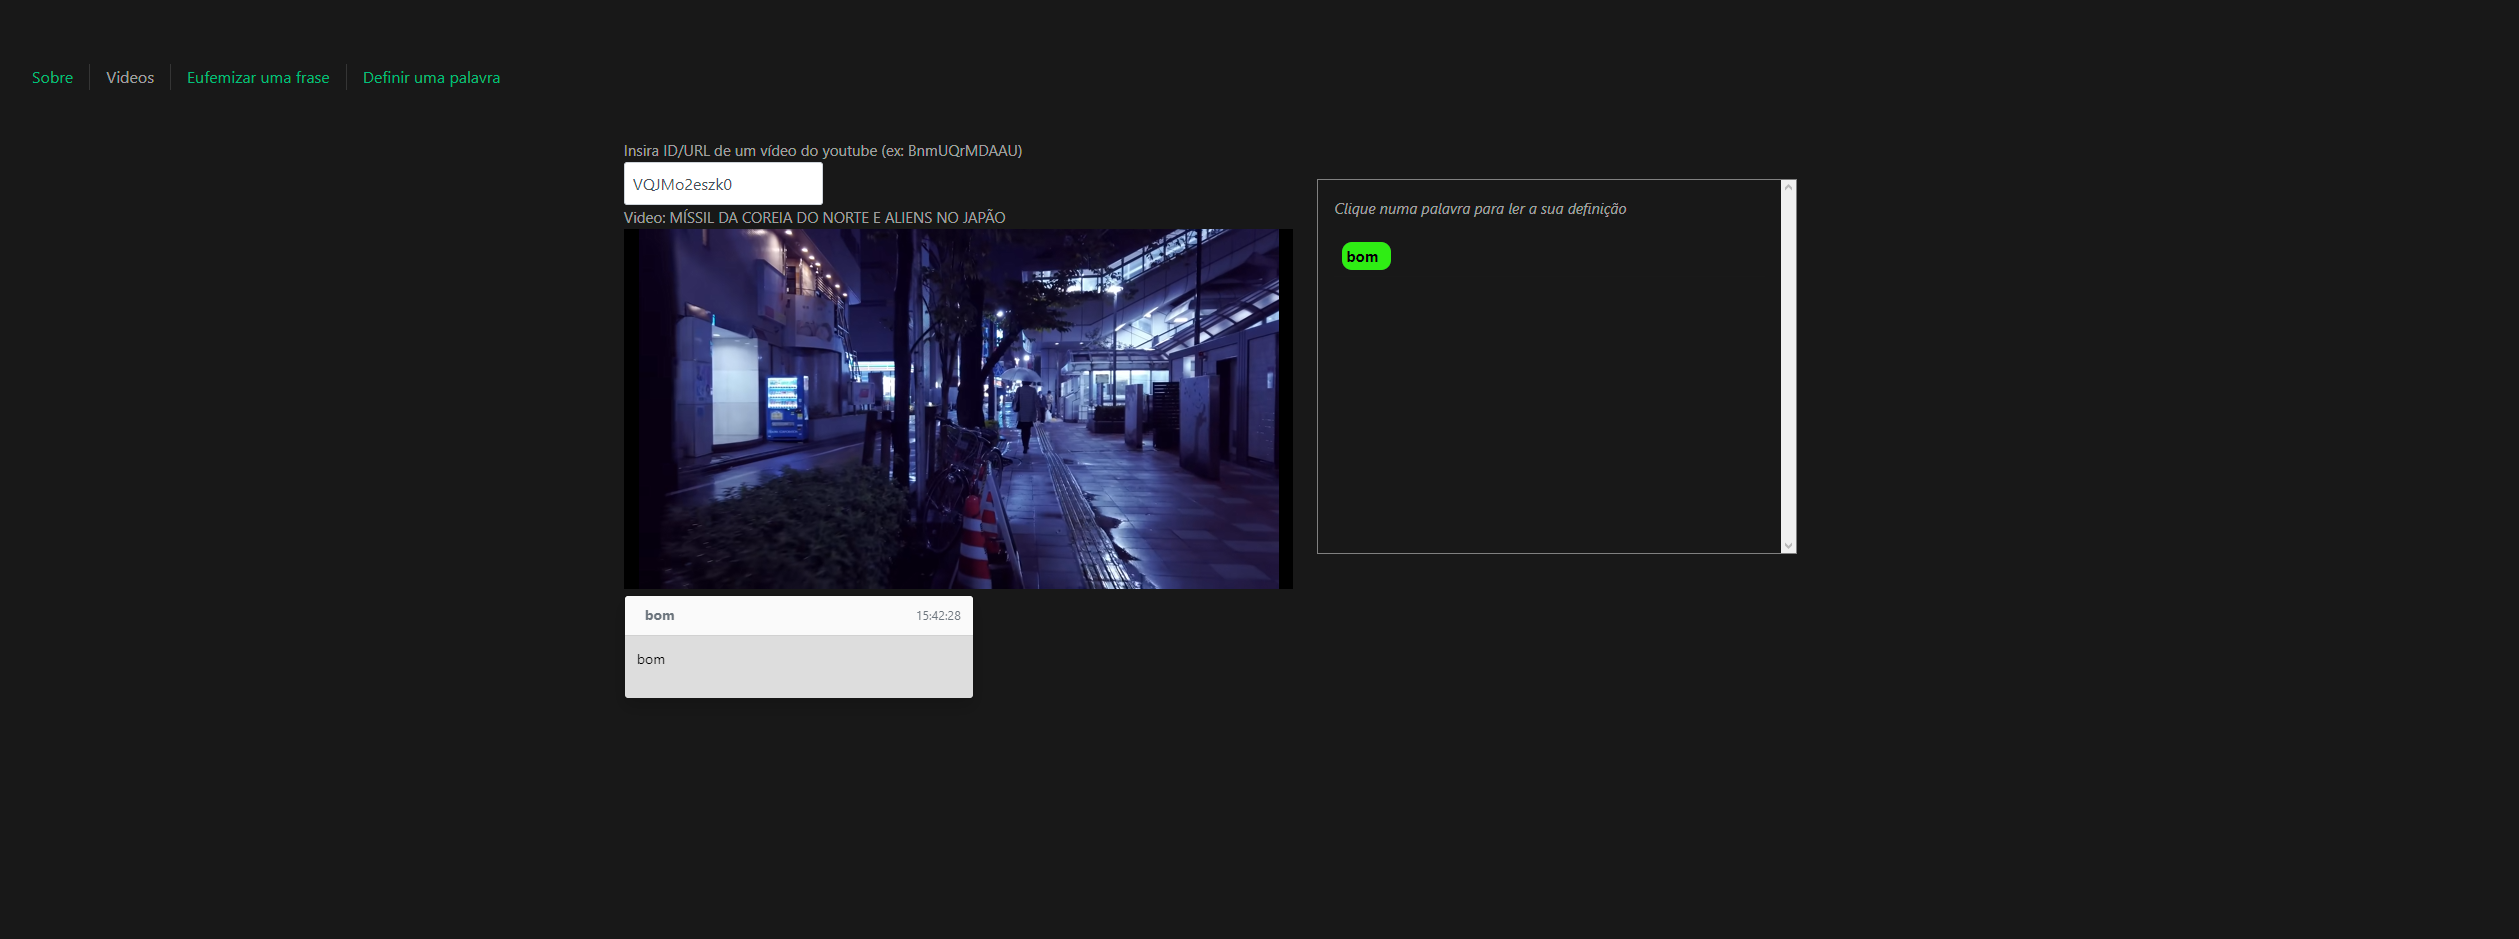 Sobre
Videos
Eufemizar uma frase
Definir uma palavra
Insira ID/URL de um vídeo do youtube (ex: BnmUQrMDAAU)
VQJMo2eszk0
Video: MÍSSIL DA COREIA DO NORTE E ALIENS NO JAPÃO
Clique numa palavra para ler a sua definição
bom
bom 15:42:28
bom